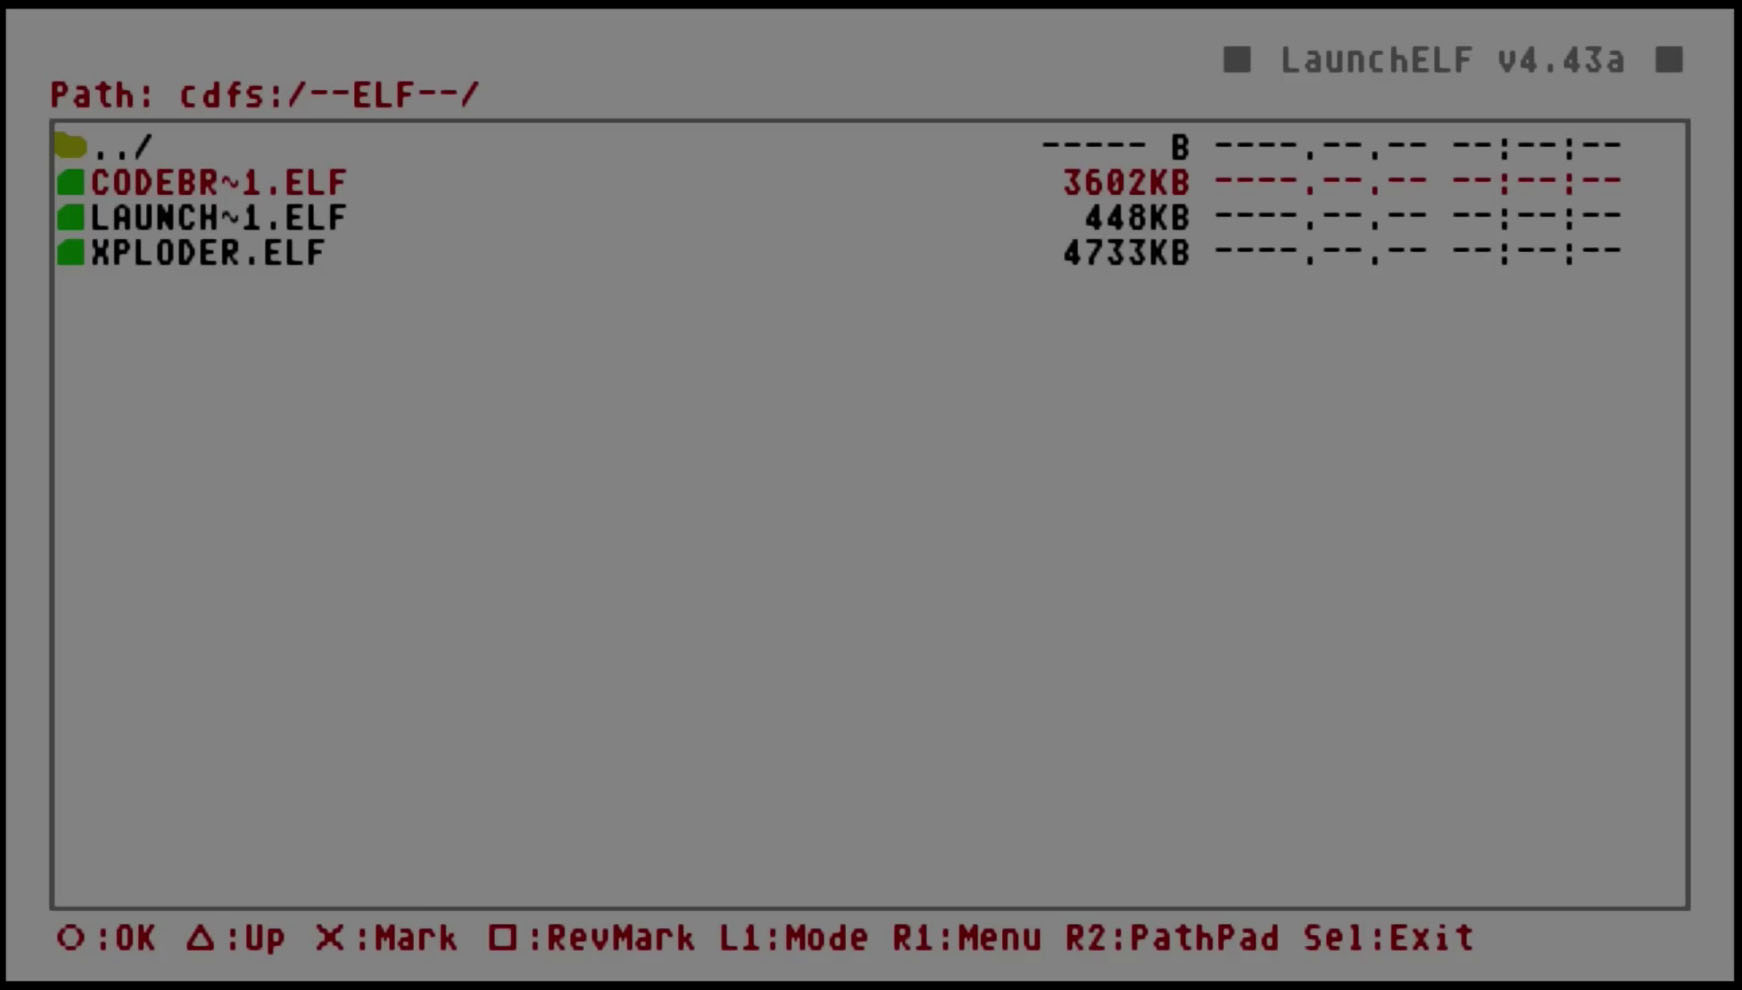 ■ LaunchELF v4.43a ■
Path: cdfs:/--ELF--/
../ ----- B ----.--.-- --:--:--
CODEBR~1.ELF 3602KB ----.--.-- --:--:--
LAUNCH~1.ELF 448KB ----.--.-- --:--:--
XPLODER.ELF 4733KB ----.--.-- --:--:--
○:OK △:Up ×:Mark □:RevMark L1:Mode R1:Menu R2:PathPad Sel:Exit